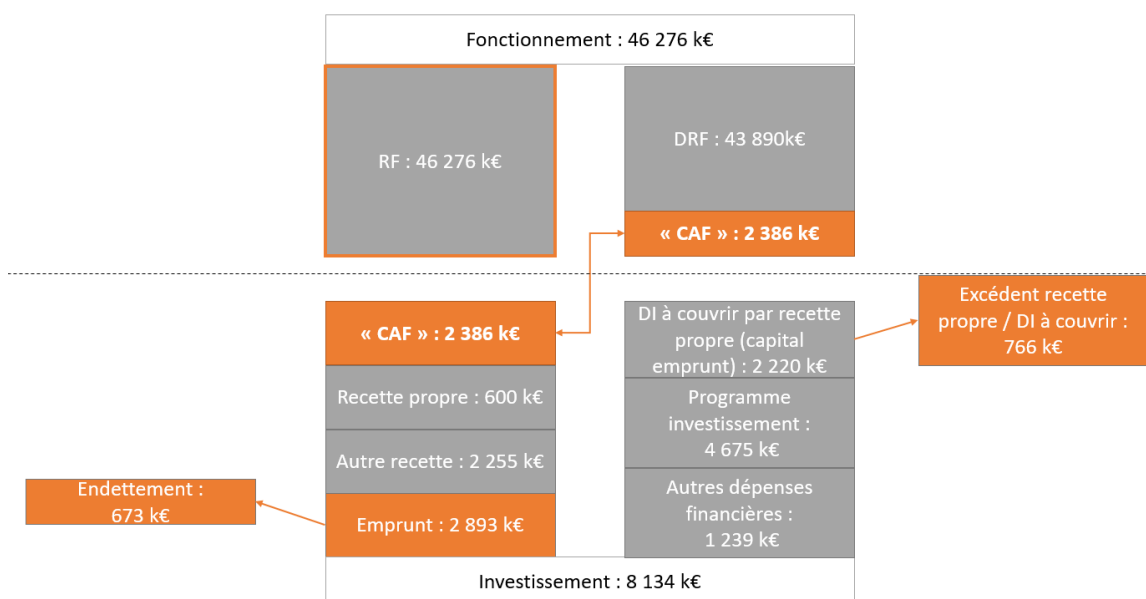 Fonctionnement : 46 276 k€
RF : 46 276 k€
DRF : 43 890k€
« CAF » : 2 386 k€
Excédent recette
propre / DI à couvrir :
766 k€
« CAF » : 2 386 k€
DI à couvrir par recette
propre (capital
emprunt) : 2 220 k€
Recette propre : 600 k€
Programme
investissement :
4 675 k€
Autre recette : 2 255 k€
Autres dépenses
financières :
1 239 k€
Endettement :
673 k€
Emprunt : 2 893 k€
Investissement : 8 134 k€